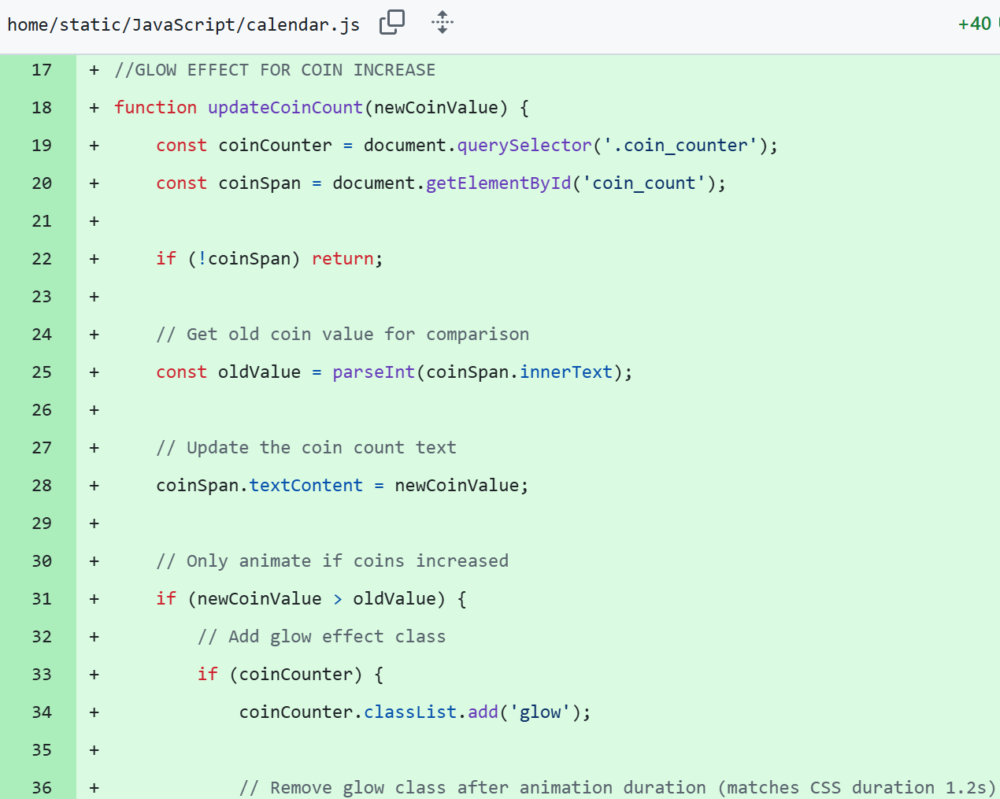 home/static/JavaScript/calendar.js +40
17 + //GLOW EFFECT FOR COIN INCREASE
18 + function updateCoinCount(newCoinValue) {
19 +     const coinCounter = document.querySelector('.coin_counter');
20 +     const coinSpan = document.getElementById('coin_count');
21 +
22 +     if (!coinSpan) return;
23 +
24 +     // Get old coin value for comparison
25 +     const oldValue = parseInt(coinSpan.innerText);
26 +
27 +     // Update the coin count text
28 +     coinSpan.textContent = newCoinValue;
29 +
30 +     // Only animate if coins increased
31 +     if (newCoinValue > oldValue) {
32 +         // Add glow effect class
33 +         if (coinCounter) {
34 +             coinCounter.classList.add('glow');
35 +
36 +             // Remove glow class after animation duration (matches CSS duration 1.2s)